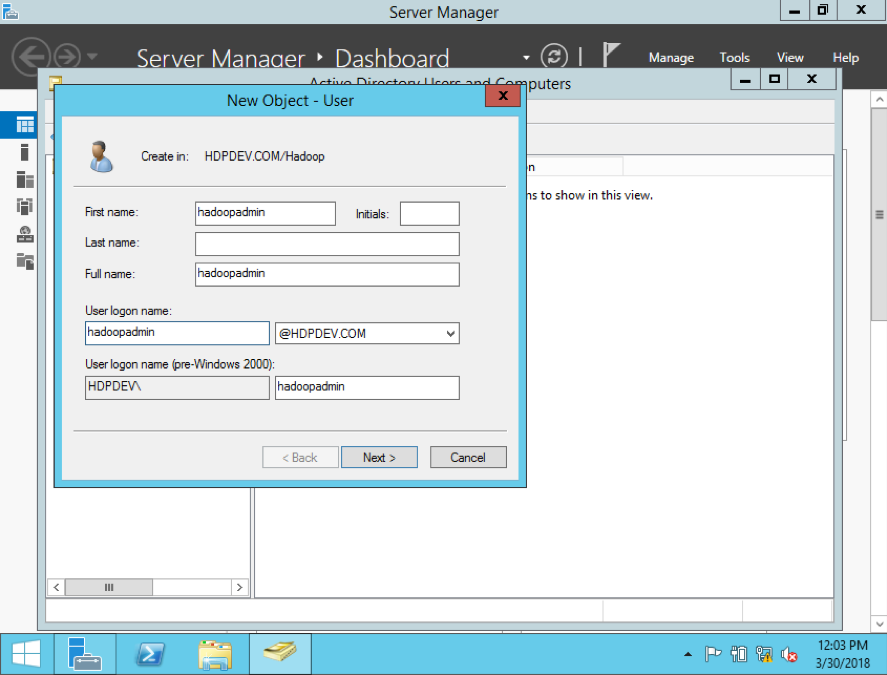 Server Manager
Server Manager ‣ Dashboard
Manage Tools View Help
Active Directory Users and Computers
New Object - User
Create in: HDPDEV.COM/Hadoop
First name: hadoopadmin Initials:
Last name:
Full name: hadoopadmin
User logon name:
hadoopadmin @HDPDEV.COM
User logon name (pre-Windows 2000):
HDPDEV\ hadoopadmin
< Back Next > Cancel
to show in this view.
12:03 PM
3/30/2018